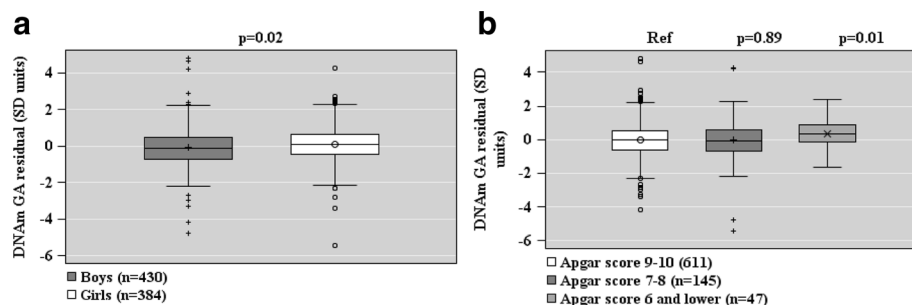 a
p=0.02
DNAm GA residual (SD units)
4
2
0
-2
-4
-6
Boys (n=430)
Girls (n=384)
b
Ref p=0.89 p=0.01
DNAm GA residual (SD
units)
4
2
0
-2
-4
-6
Apgar score 9-10 (611)
Apgar score 7-8 (n=145)
Apgar score 6 and lower (n=47)